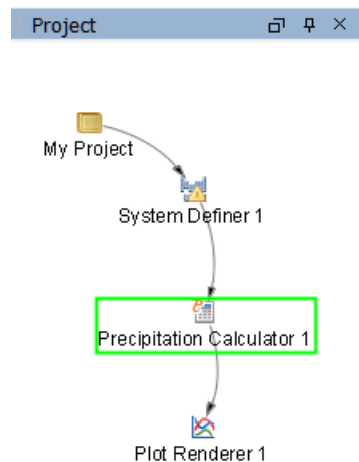 Project
My Project
System Definer 1
Precipitation Calculator 1
Plot Renderer 1